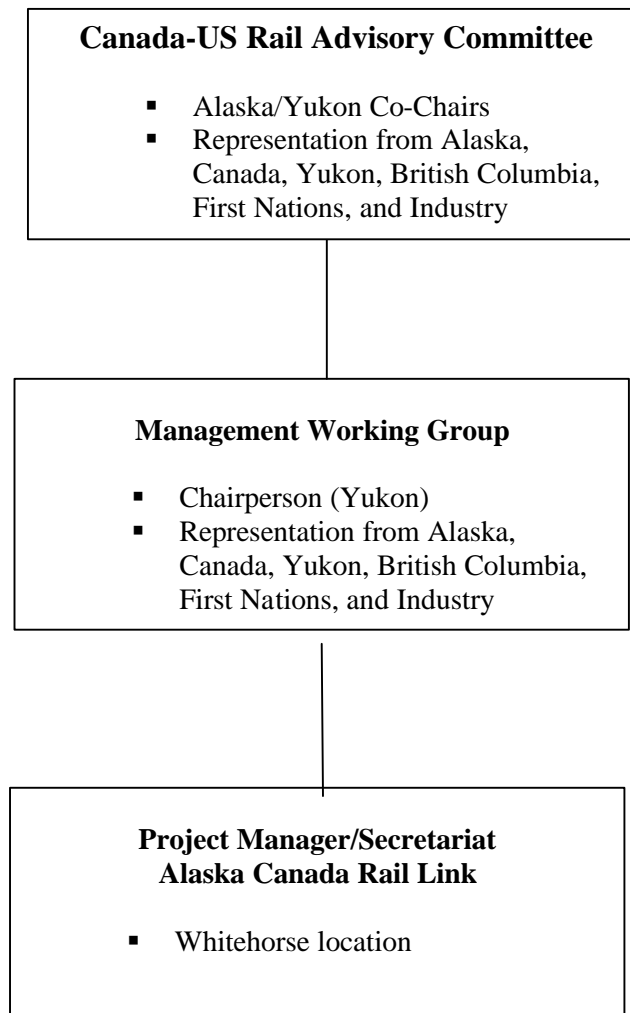 Canada-US Rail Advisory Committee
▪ Alaska/Yukon Co-Chairs
▪ Representation from Alaska,
Canada, Yukon, British Columbia,
First Nations, and Industry
Management Working Group
▪ Chairperson (Yukon)
▪ Representation from Alaska,
Canada, Yukon, British Columbia,
First Nations, and Industry
Project Manager/Secretariat
Alaska Canada Rail Link
▪ Whitehorse location